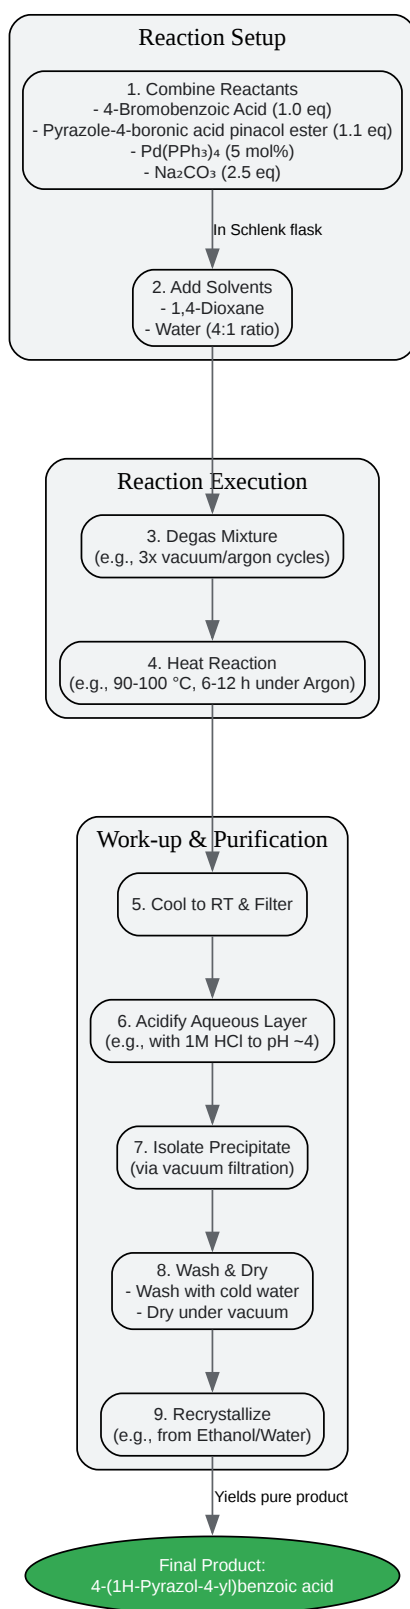 Reaction Setup
1. Combine Reactants
- 4-Bromobenzoic Acid (1.0 eq)
- Pyrazole-4-boronic acid pinacol ester (1.1 eq)
- Pd(PPh₃)₄ (5 mol%)
- Na₂CO₃ (2.5 eq)
In Schlenk flask
2. Add Solvents
- 1,4-Dioxane
- Water (4:1 ratio)
Reaction Execution
3. Degas Mixture
(e.g., 3x vacuum/argon cycles)
4. Heat Reaction
(e.g., 90-100 °C, 6-12 h under Argon)
Work-up & Purification
5. Cool to RT & Filter
6. Acidify Aqueous Layer
(e.g., with 1M HCl to pH ~4)
7. Isolate Precipitate
(via vacuum filtration)
8. Wash & Dry
- Wash with cold water
- Dry under vacuum
9. Recrystallize
(e.g., from Ethanol/Water)
Yields pure product
Final Product:
4-(1H-Pyrazol-4-yl)benzoic acid